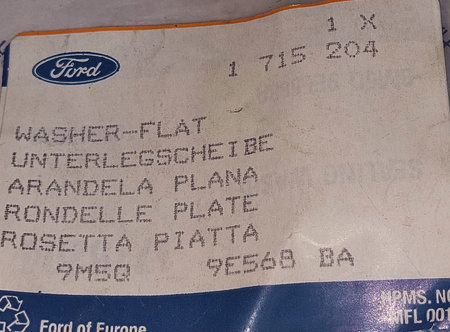 1 X
Ford
1 715 204
WASHER-FLAT
UNTERLEGSCHEIBE
ARANDELA PLANA
RONDELLE PLATE
ROSETTA PIATTA
9M5Q 9E568 BA
Ford of Europe